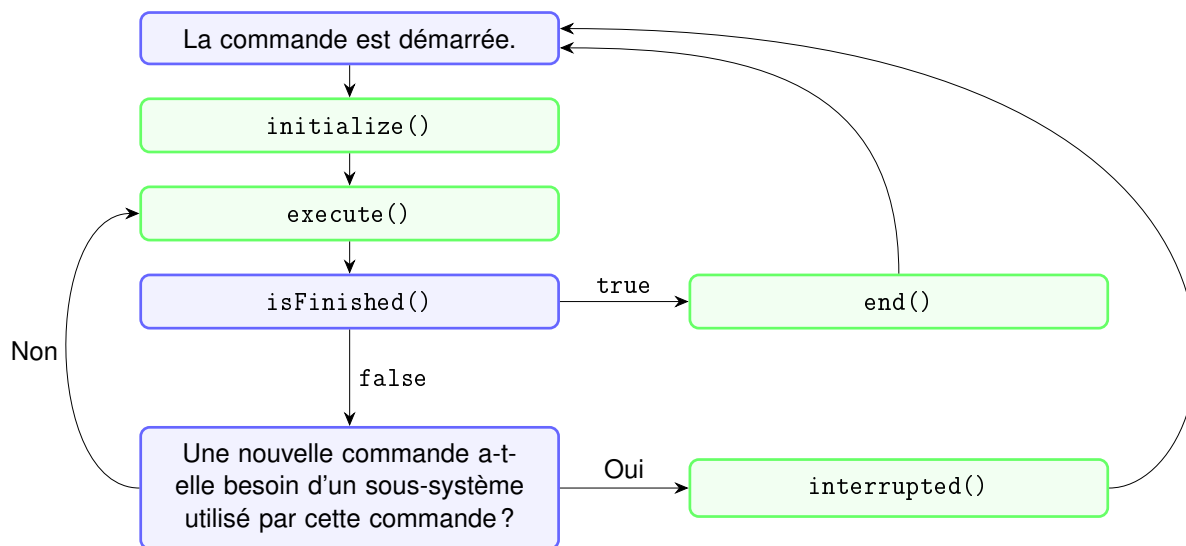 La commande est démarrée.
initialize()
execute()
isFinished()
true
end()
Non
false
Une nouvelle commande a-t-
elle besoin d'un sous-système
utilisé par cette commande ?
Oui
interrupted()